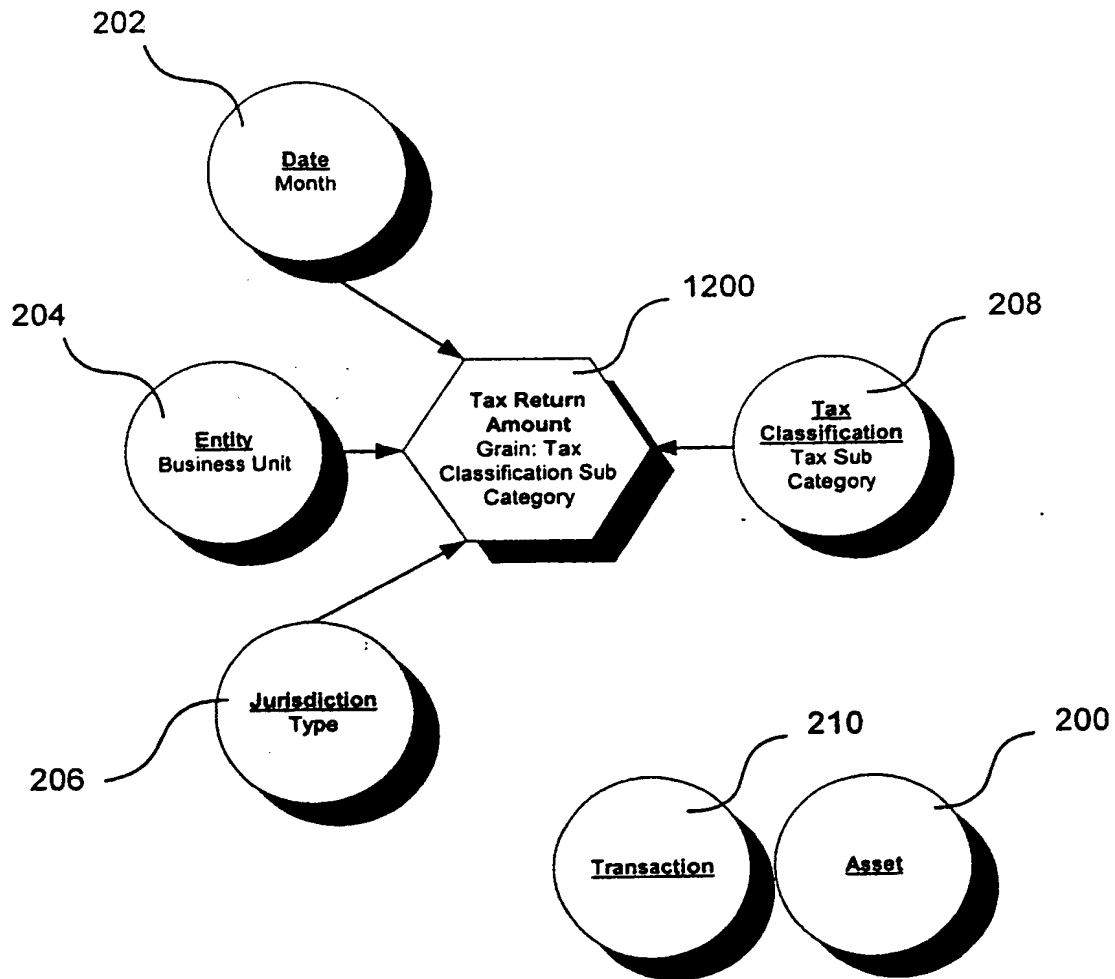 202
Date
Month
1200
204
208
Entity
Business Unit
Tax Return
Amount
Grain: Tax
Classification Sub
Category
Tax
Classification
Tax Sub
Category
Jurisdiction
Type
206
210
200
Transaction
Asset